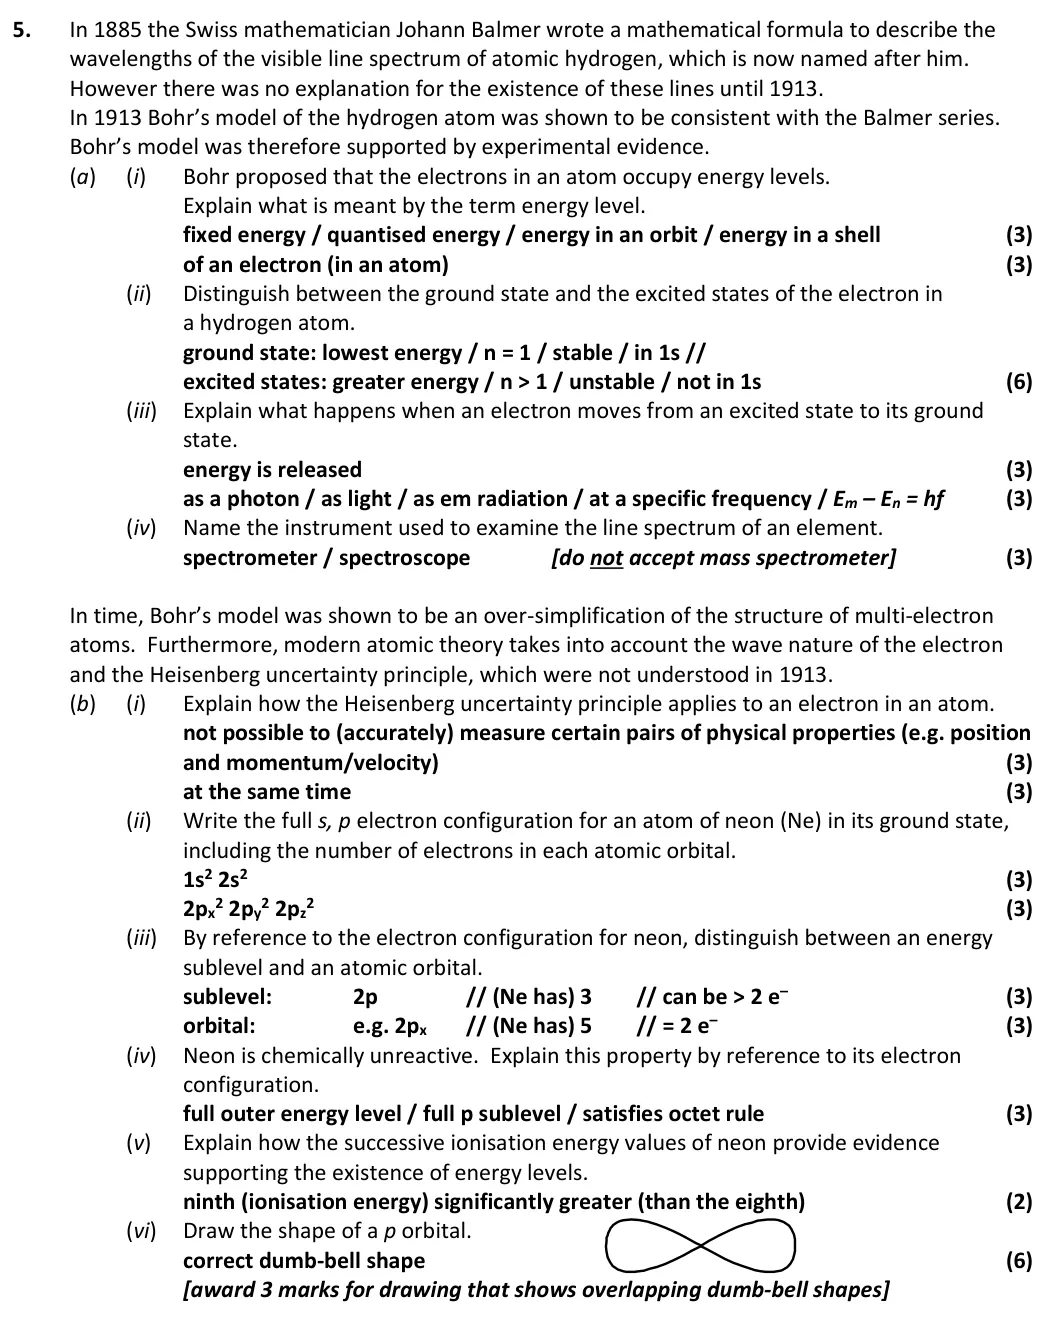 5. In 1885 the Swiss mathematician Johann Balmer wrote a mathematical formula to describe the
wavelengths of the visible line spectrum of atomic hydrogen, which is now named after him.
However there was no explanation for the existence of these lines until 1913.
In 1913 Bohr’s model of the hydrogen atom was shown to be consistent with the Balmer series.
Bohr’s model was therefore supported by experimental evidence.
(a) (i) Bohr proposed that the electrons in an atom occupy energy levels.
Explain what is meant by the term energy level.
fixed energy / quantised energy / energy in an orbit / energy in a shell (3)
of an electron (in an atom) (3)
(ii) Distinguish between the ground state and the excited states of the electron in
a hydrogen atom.
ground state: lowest energy / n = 1 / stable / in 1s //
excited states: greater energy / n > 1 / unstable / not in 1s (6)
(iii) Explain what happens when an electron moves from an excited state to its ground
state.
energy is released (3)
as a photon / as light / as em radiation / at a specific frequency / Eₘ – Eₙ = hf (3)
(iv) Name the instrument used to examine the line spectrum of an element.
spectrometer / spectroscope [do not accept mass spectrometer] (3)
In time, Bohr’s model was shown to be an over-simplification of the structure of multi-electron
atoms. Furthermore, modern atomic theory takes into account the wave nature of the electron
and the Heisenberg uncertainty principle, which were not understood in 1913.
(b) (i) Explain how the Heisenberg uncertainty principle applies to an electron in an atom.
not possible to (accurately) measure certain pairs of physical properties (e.g. position
and momentum/velocity) (3)
at the same time (3)
(ii) Write the full s, p electron configuration for an atom of neon (Ne) in its ground state,
including the number of electrons in each atomic orbital.
1s² 2s² (3)
2pₓ² 2p_y² 2p_z² (3)
(iii) By reference to the electron configuration for neon, distinguish between an energy
sublevel and an atomic orbital.
sublevel: 2p // (Ne has) 3 // can be > 2 e⁻ (3)
orbital: e.g. 2pₓ // (Ne has) 5 // = 2 e⁻ (3)
(iv) Neon is chemically unreactive. Explain this property by reference to its electron
configuration.
full outer energy level / full p sublevel / satisfies octet rule (3)
(v) Explain how the successive ionisation energy values of neon provide evidence
supporting the existence of energy levels.
ninth (ionisation energy) significantly greater (than the eighth) (2)
(vi) Draw the shape of a p orbital.
correct dumb-bell shape (6)
[award 3 marks for drawing that shows overlapping dumb-bell shapes]